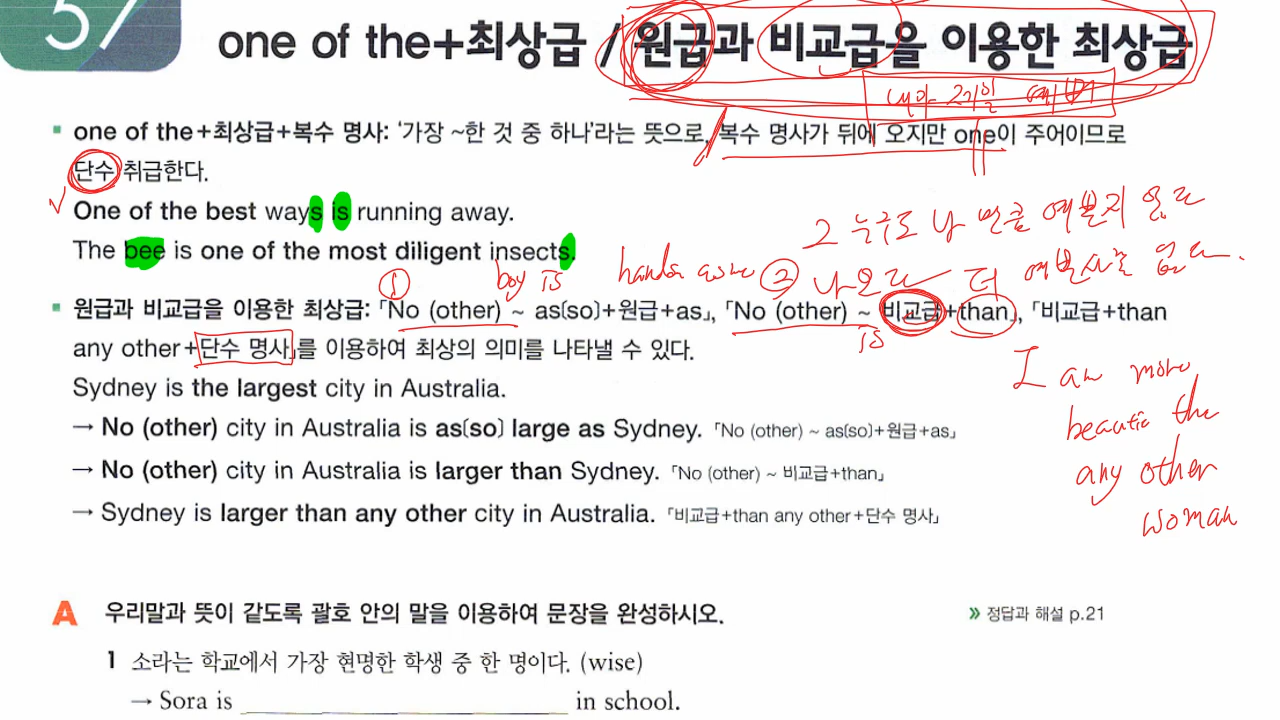 57
one of the+최상급 / 원급과 비교급을 이용한 최상급
내가 제일 예뻐
one of the+최상급+복수 명사: ‘가장 ~한 것 중 하나’라는 뜻으로, 복수 명사가 뒤에 오지만 one이 주어이므로
단수 취급한다.
One of the best ways is running away.
그 누구도 나 만큼 예쁘지 않다
The bee is one of the most diligent insects.
boy is
① ② 나보다 더 예쁜 없다.
원급과 비교급을 이용한 최상급: 「No (other) ~ as(so)+원급+as」, 「No (other) ~ 비교급+than」, 「비교급+than
is
any other+단수 명사」를 이용하여 최상의 의미를 나타낼 수 있다.
I am more
Sydney is the largest city in Australia.
the
→ No (other) city in Australia is as(so) large as Sydney. 「No (other) ~ as(so)+원급+as」
any other
→ No (other) city in Australia is larger than Sydney. 「No (other) ~ 비교급+than」
woman
→ Sydney is larger than any other city in Australia. 「비교급+than any other+단수 명사」
A 우리말과 뜻이 같도록 괄호 안의 말을 이용하여 문장을 완성하시오.
» 정답과 해설 p.21
1 소라는 학교에서 가장 현명한 학생 중 한 명이다. (wise)
→ Sora is ____________________ in school.